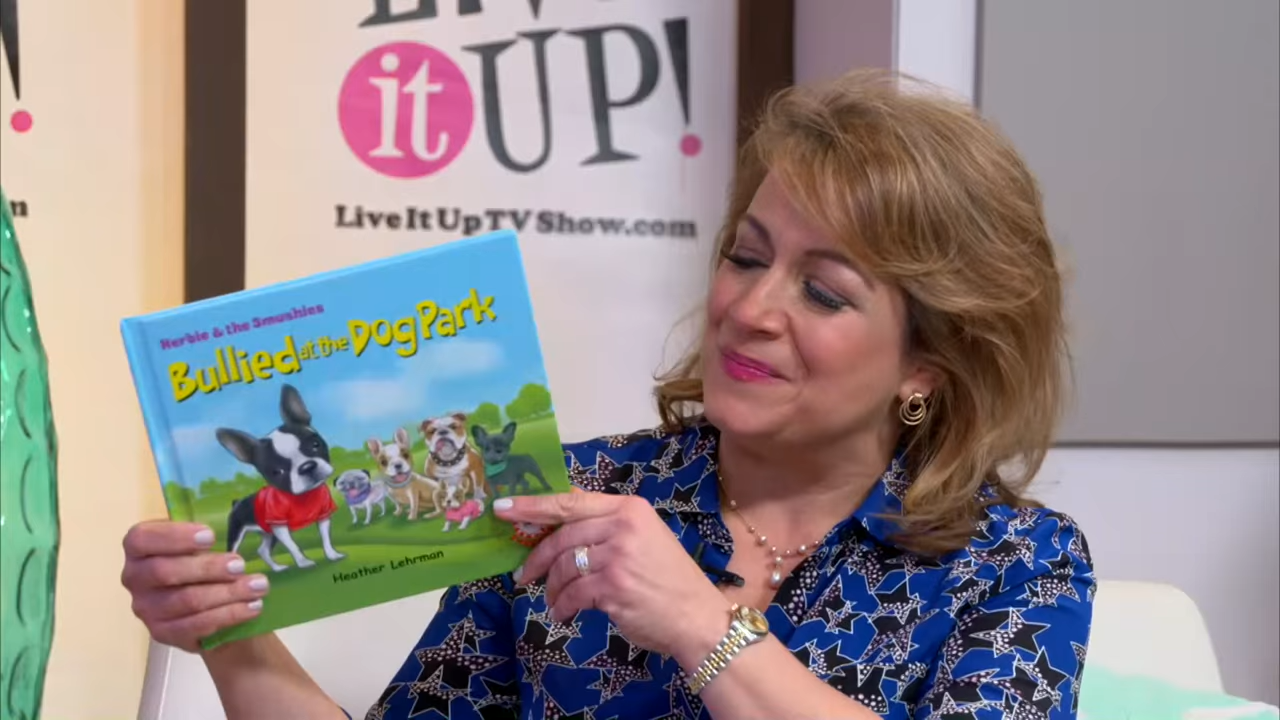 it UP!
LiveItUpTVShow.com
Herbie & the Smushies
Bullied at the Dog Park
Heather Lehrman